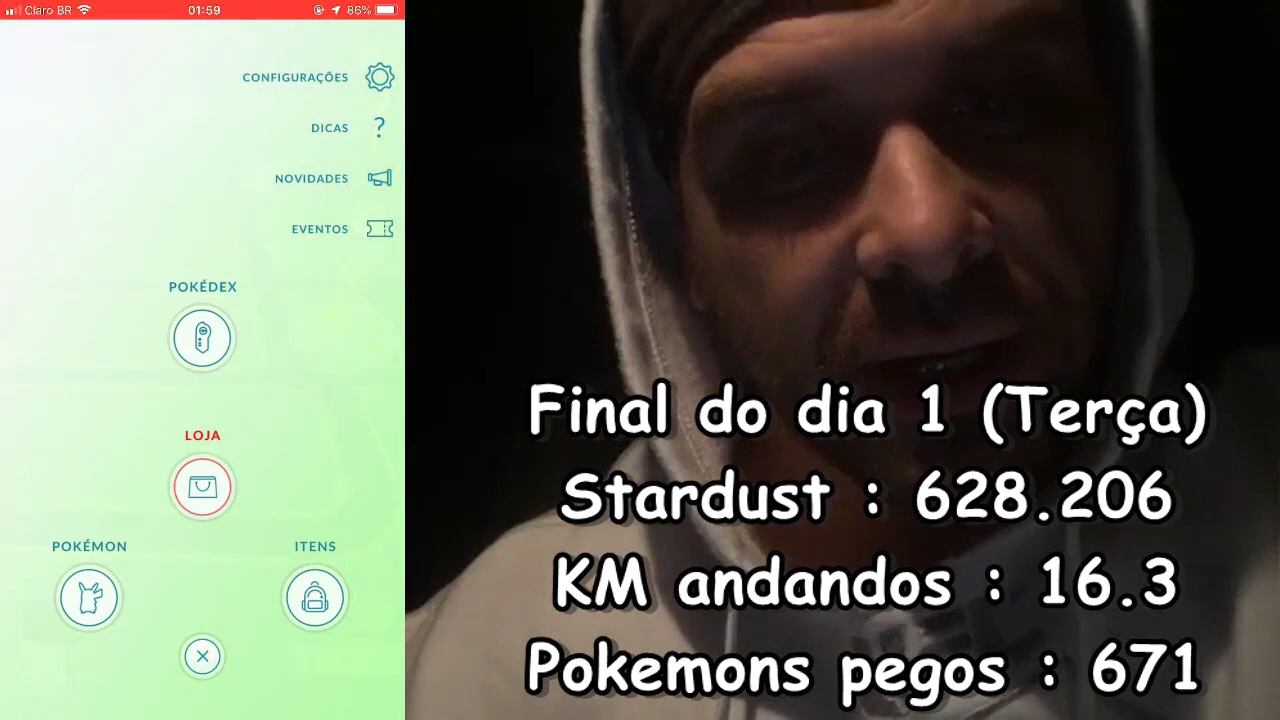 Claro BR
01:59
86%
CONFIGURAÇÕES
DICAS
?
NOVIDADES
EVENTOS
POKÉDEX
LOJA
POKÉMON
ITENS
Final do dia 1 (Terça)
Stardust : 628.206
KM andandos : 16.3
Pokemons pegos : 671